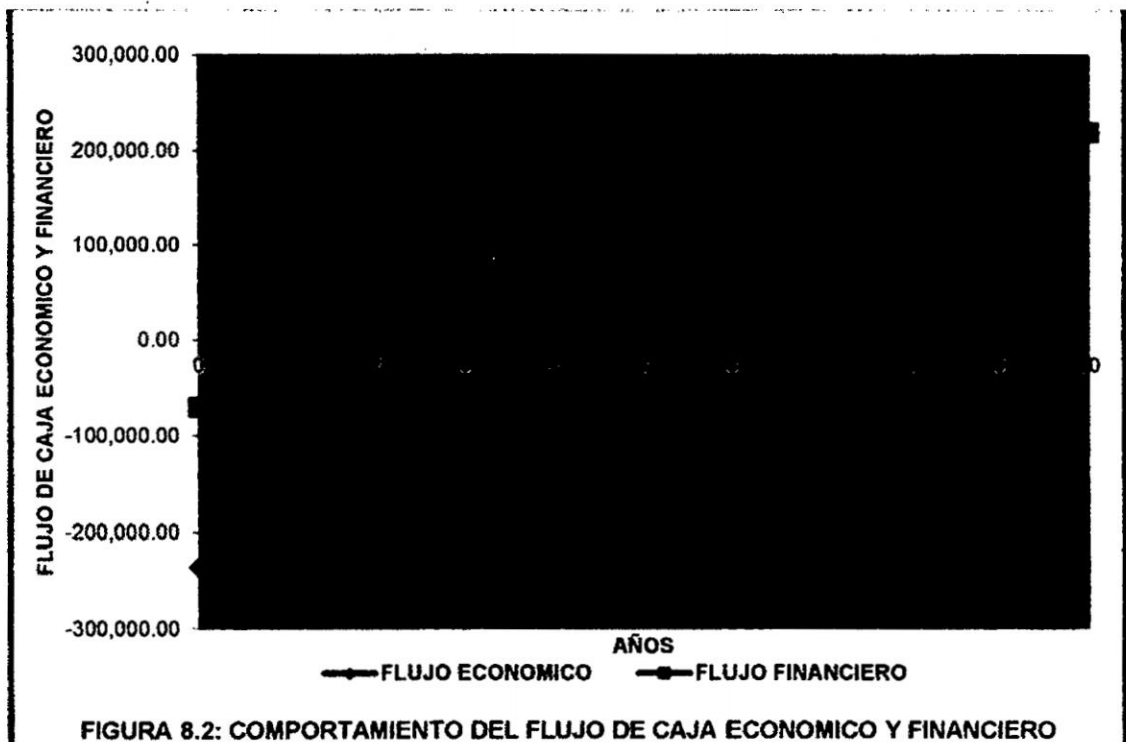 300,000.00
200,000.00
100,000.00
0.00
-100,000.00
-200,000.00
-300,000.00
FLUJO DE CAJA ECONOMICO Y FINANCIERO
0
0
AÑOS
FLUJO ECONOMICO FLUJO FINANCIERO
FIGURA 8.2: COMPORTAMIENTO DEL FLUJO DE CAJA ECONOMICO Y FINANCIERO